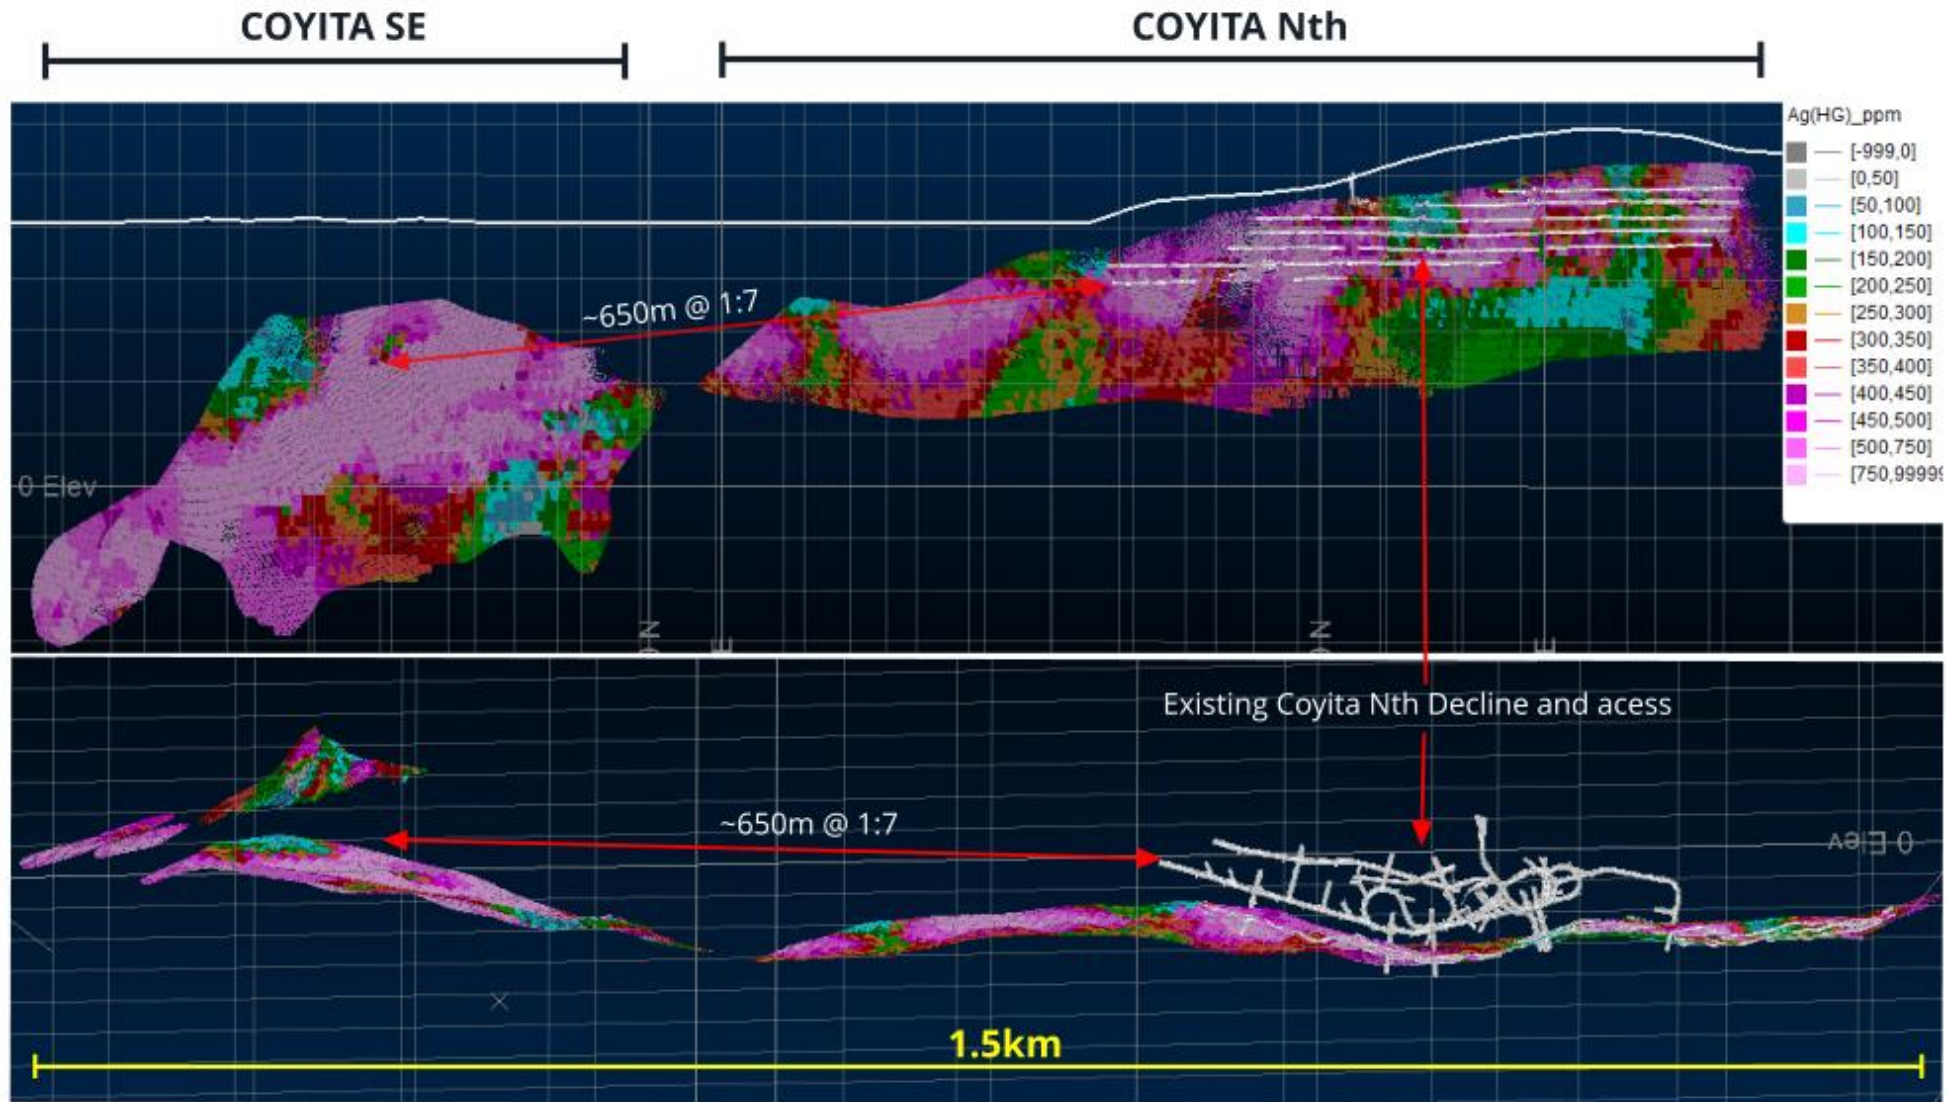 COYITA SE
COYITA Nth
Ag(HG)_ppm
[-999,0]
[0,50]
[50,100]
[100,150]
[150,200]
[200,250]
[250,300]
[300,350]
[350,400]
[400,450]
[450,500]
[500,750]
[750,99999
~650m @ 1:7
0 Elev
N
E
N
E
Existing Coyita Nth Decline and acess
~650m @ 1:7
0 Elev
1.5km